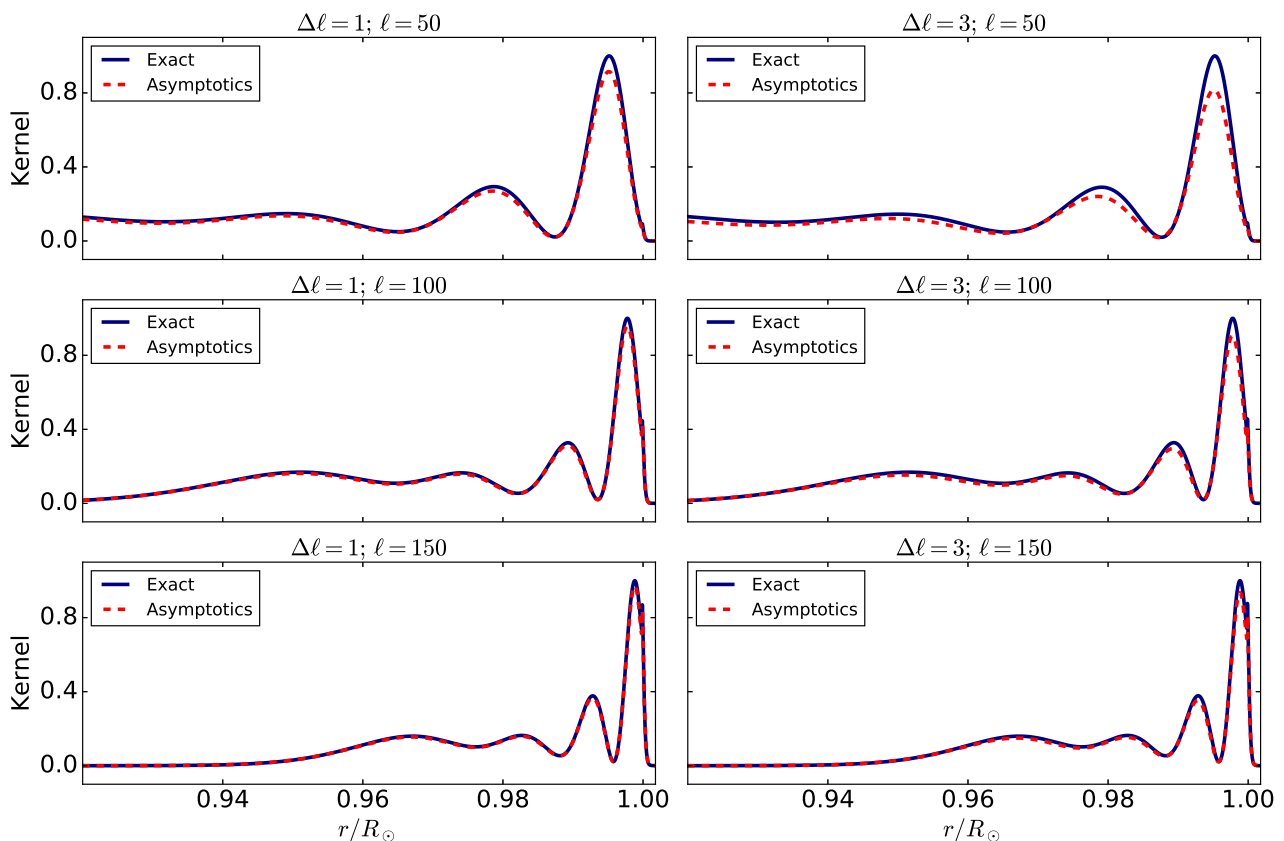 Δℓ = 1; ℓ = 50
Δℓ = 3; ℓ = 50
Kernel
0.8
0.4
0.0
Exact
Asymptotics
Exact
Asymptotics
Δℓ = 1; ℓ = 100
Δℓ = 3; ℓ = 100
Kernel
0.8
0.4
0.0
Exact
Asymptotics
Exact
Asymptotics
Δℓ = 1; ℓ = 150
Δℓ = 3; ℓ = 150
Kernel
0.8
0.4
0.0
Exact
Asymptotics
Exact
Asymptotics
0.94 0.96 0.98 1.00
0.94 0.96 0.98 1.00
r/R⊙
r/R⊙